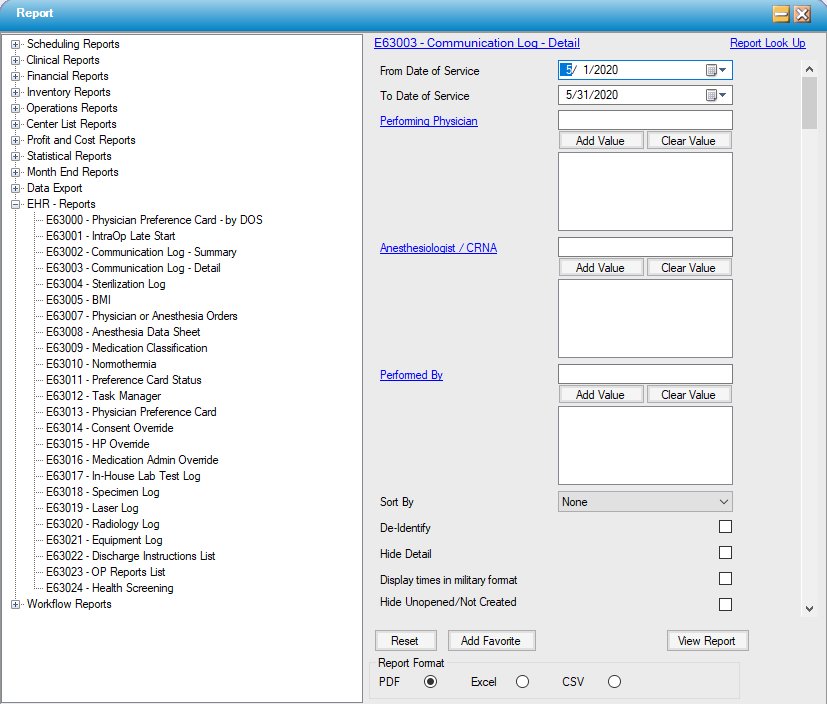 Report
Scheduling Reports
Clinical Reports
Financial Reports
Inventory Reports
Operations Reports
Center List Reports
Profit and Cost Reports
Statistical Reports
Month End Reports
Data Export
EHR - Reports
E63000 - Physician Preference Card - by DOS
E63001 - IntraOp Late Start
E63002 - Communication Log - Summary
E63003 - Communication Log - Detail
E63004 - Sterilization Log
E63005 - BMI
E63007 - Physician or Anesthesia Orders
E63008 - Anesthesia Data Sheet
E63009 - Medication Classification
E63010 - Normothermia
E63011 - Preference Card Status
E63012 - Task Manager
E63013 - Physician Preference Card
E63014 - Consent Override
E63015 - HP Override
E63016 - Medication Admin Override
E63017 - In-House Lab Test Log
E63018 - Specimen Log
E63019 - Laser Log
E63020 - Radiology Log
E63021 - Equipment Log
E63022 - Discharge Instructions List
E63023 - OP Reports List
E63024 - Health Screening
Workflow Reports
E63003 - Communication Log - Detail
Report Look Up
From Date of Service
5/ 1/2020
To Date of Service
5/31/2020
Performing Physician
Add Value
Clear Value
Anesthesiologist / CRNA
Add Value
Clear Value
Performed By
Add Value
Clear Value
Sort By
None
De-Identify
Hide Detail
Display times in military format
Hide Unopened/Not Created
Reset
Add Favorite
View Report
Report Format
PDF
Excel
CSV